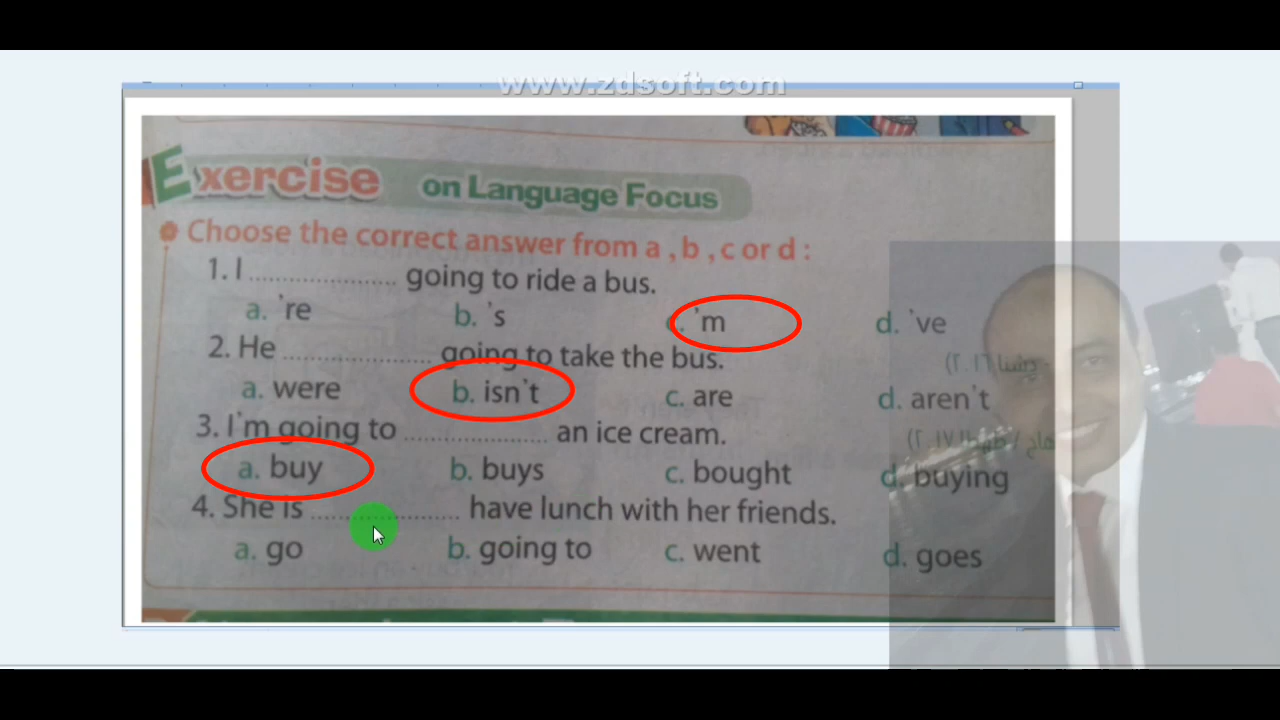 www.zdsoft.com
Exercise on Language Focus
Choose the correct answer from a , b , c or d :
1. I .................... going to ride a bus.
a. 're b. 's c. 'm d. 've
2. He .................... going to take the bus.
(٢٠١٦
a. were b. isn't c. are d. aren't
3. I'm going to .................... an ice cream.
a. buy b. buys c. bought d. buying
4. She is .................... have lunch with her friends.
a. go b. going to c. went d. goes